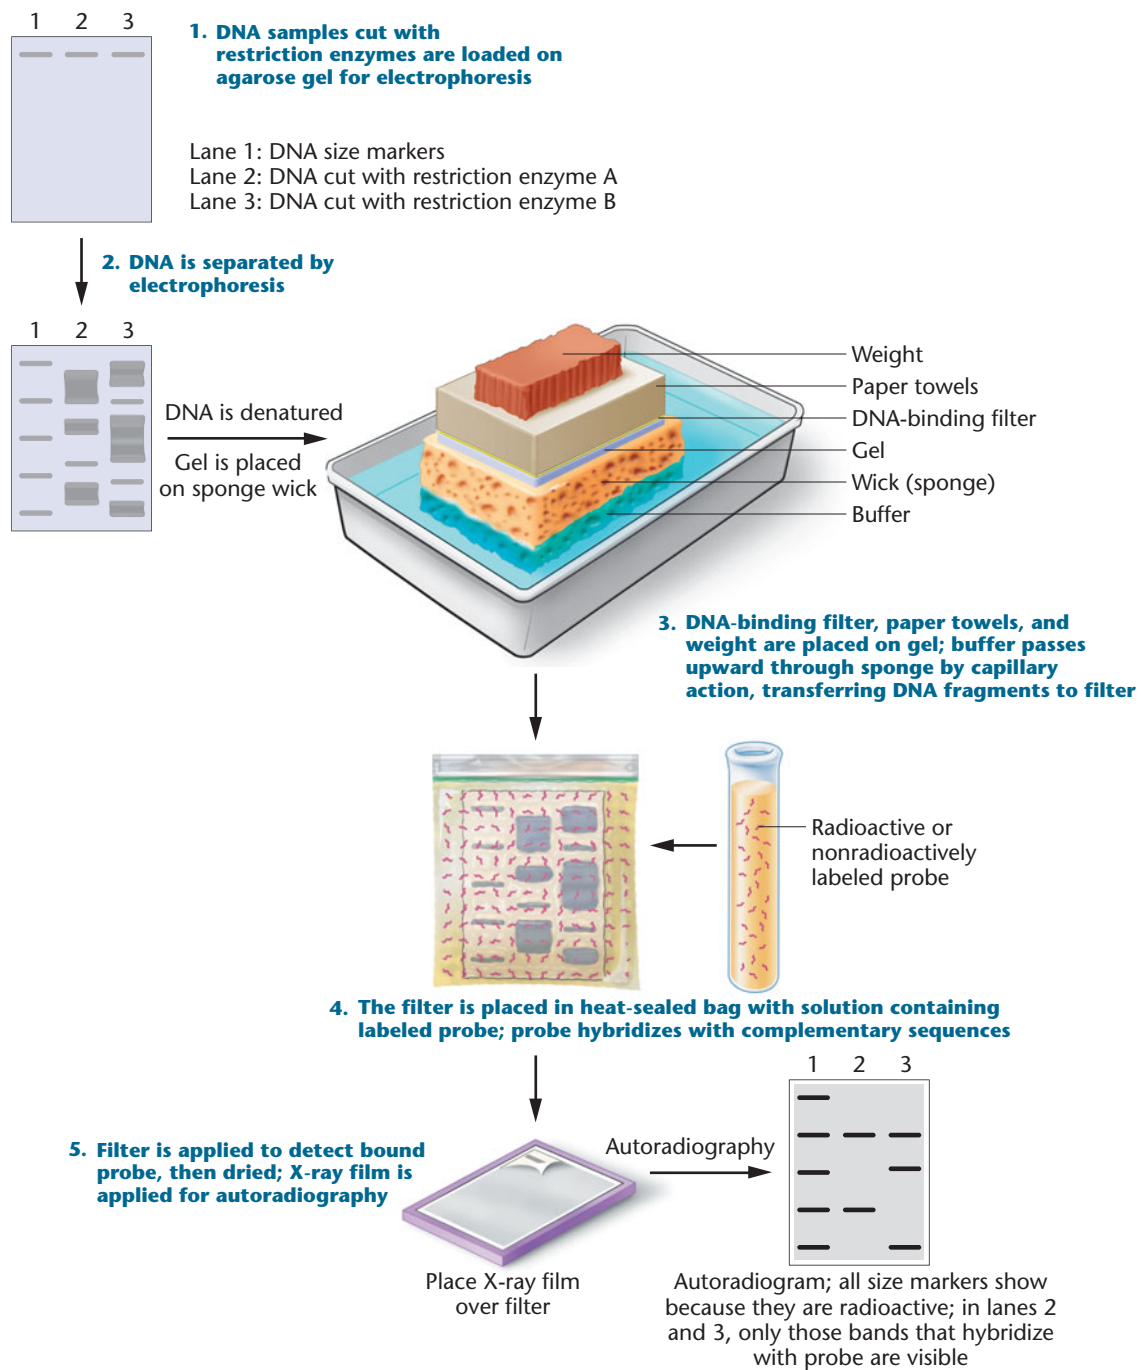 1 2 3
1. DNA samples cut with
restriction enzymes are loaded on
agarose gel for electrophoresis
Lane 1: DNA size markers
Lane 2: DNA cut with restriction enzyme A
Lane 3: DNA cut with restriction enzyme B
2. DNA is separated by
electrophoresis
1 2 3
DNA is denatured
Gel is placed
on sponge wick
Weight
Paper towels
DNA-binding filter
Gel
Wick (sponge)
Buffer
3. DNA-binding filter, paper towels, and
weight are placed on gel; buffer passes
upward through sponge by capillary
action, transferring DNA fragments to filter
Radioactive or
nonradioactively
labeled probe
4. The filter is placed in heat-sealed bag with solution containing
labeled probe; probe hybridizes with complementary sequences
5. Filter is applied to detect bound
probe, then dried; X-ray film is
applied for autoradiography
Place X-ray film
over filter
Autoradiography
1 2 3
Autoradiogram; all size markers show
because they are radioactive; in lanes 2
and 3, only those bands that hybridize
with probe are visible